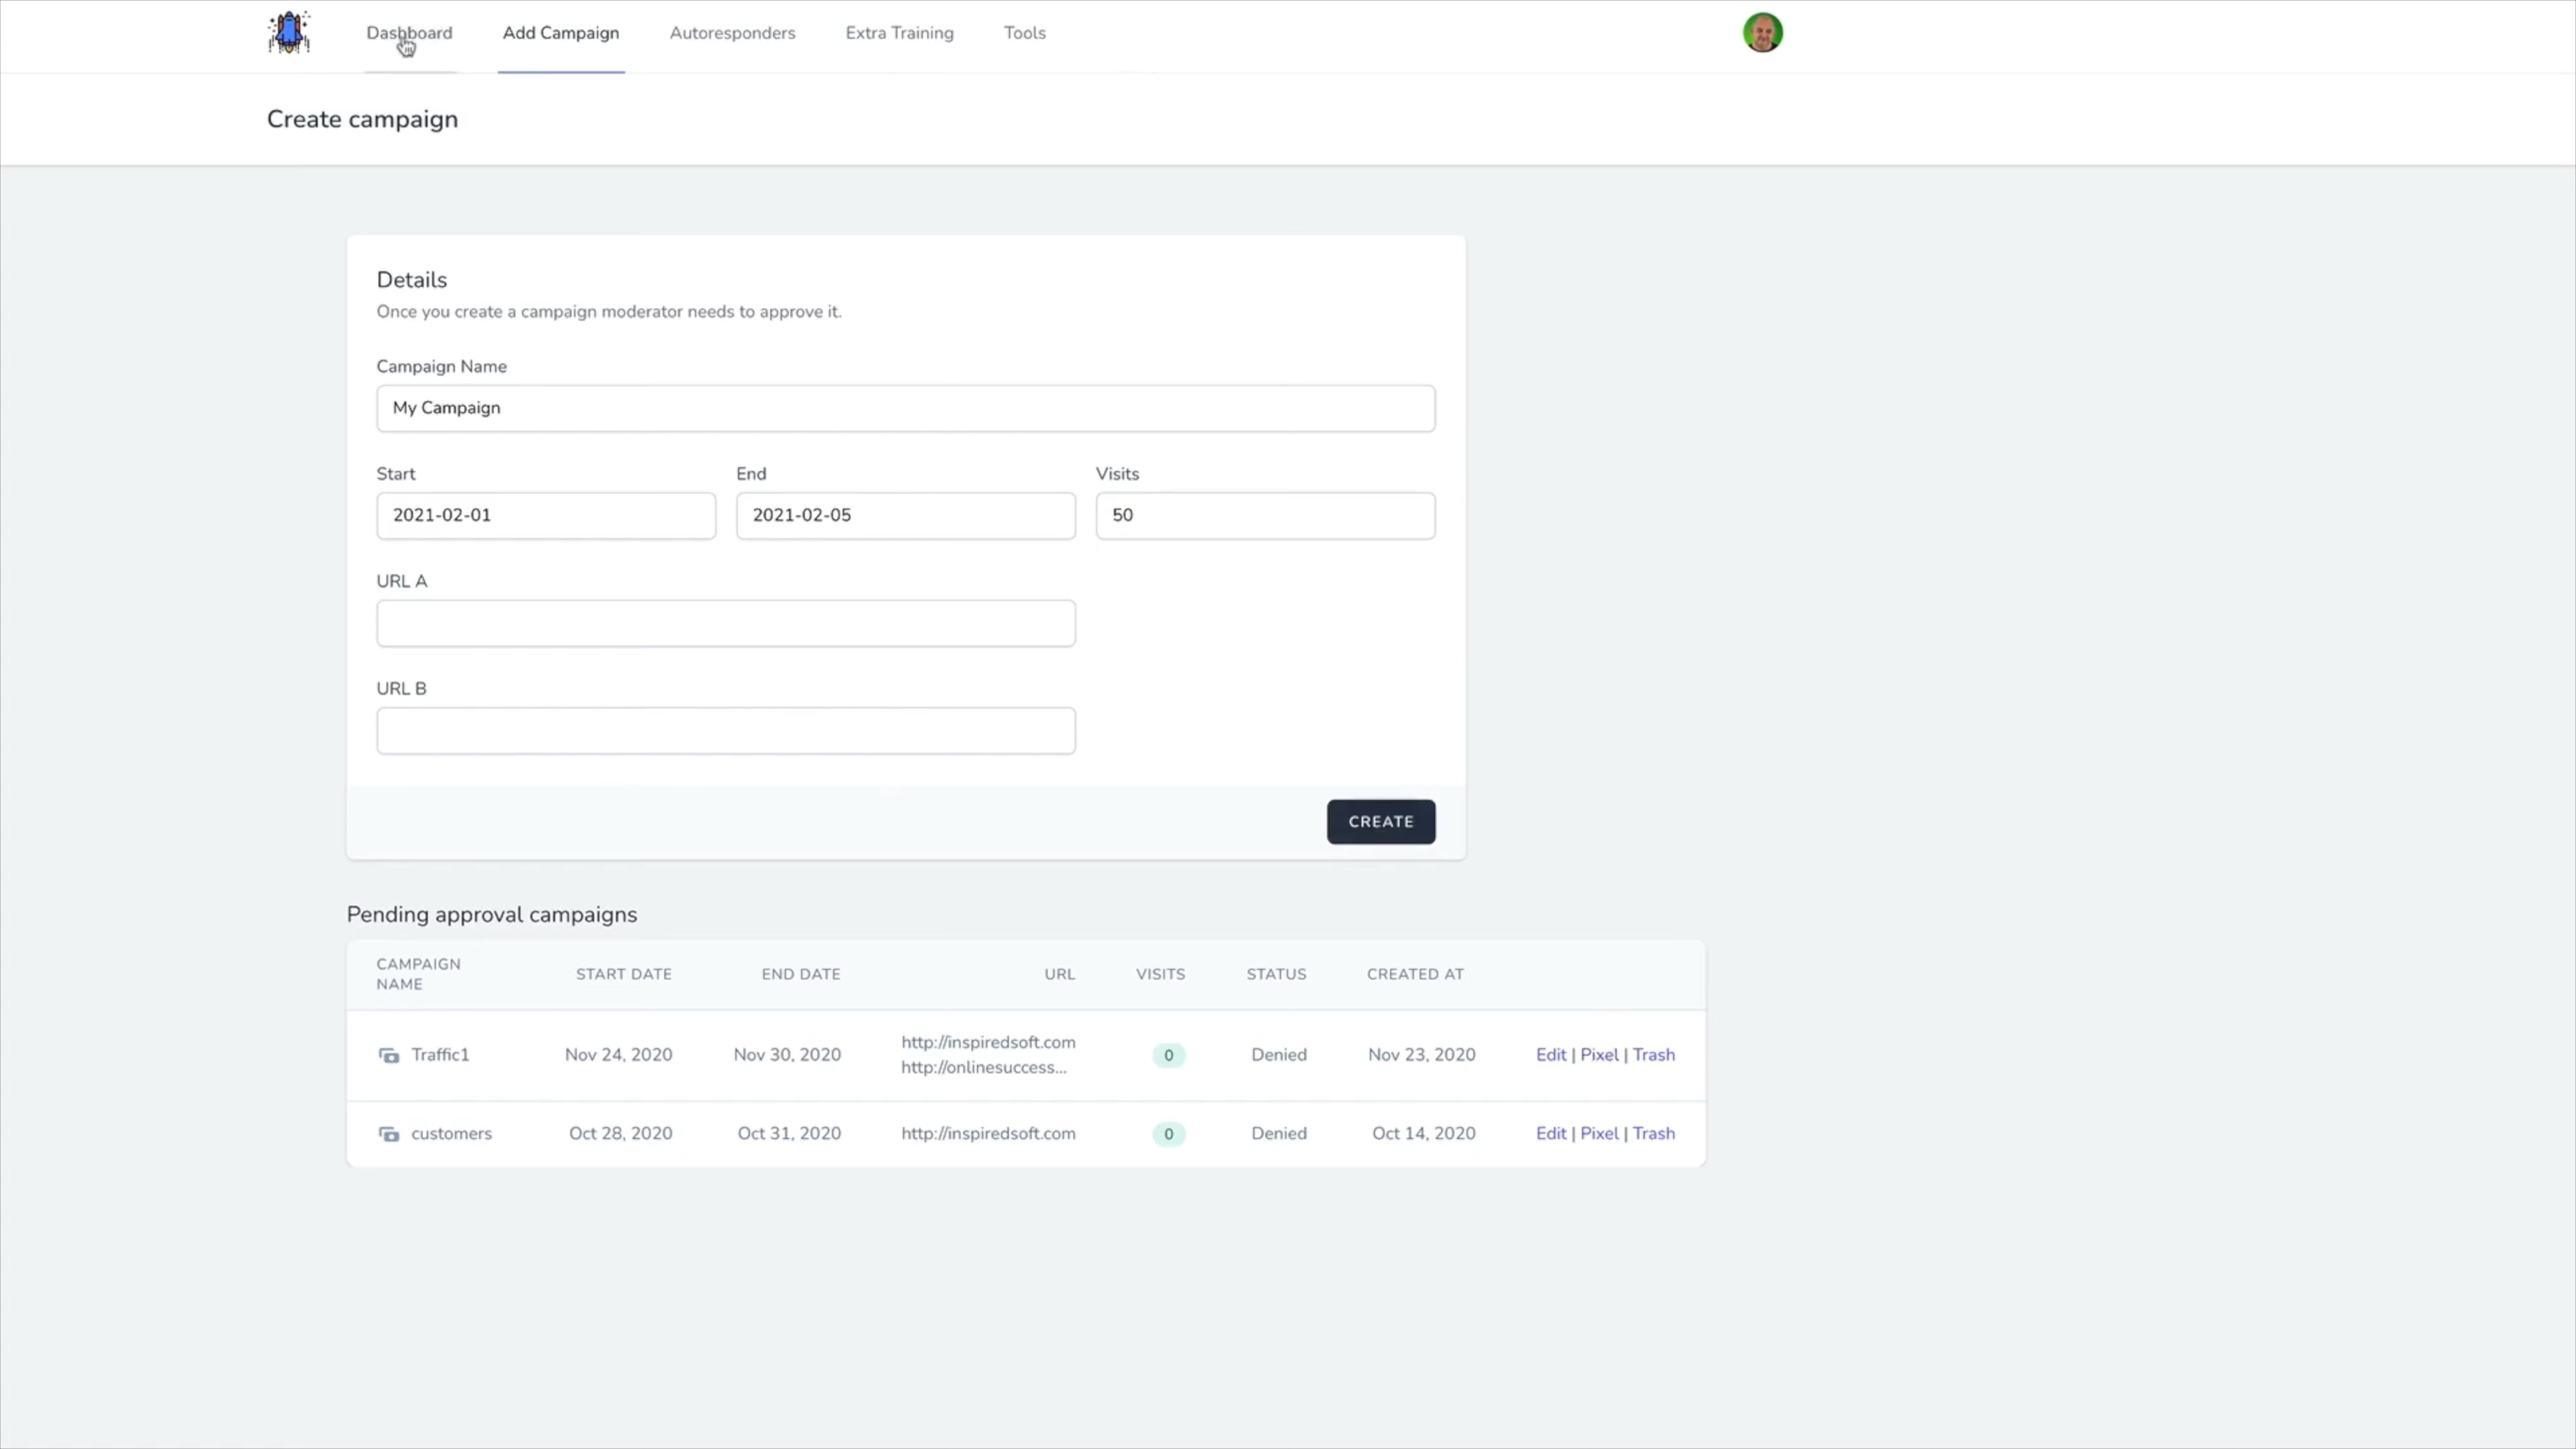 Dashboard
Add Campaign
Autoresponders
Extra Training
Tools
Create campaign
Details
Once you create a campaign moderator needs to approve it.
Campaign Name
My Campaign
Start
End
Visits
2021-02-01
2021-02-05
50
URL A
URL B
CREATE
Pending approval campaigns
CAMPAIGN
NAME
START DATE
END DATE
URL
VISITS
STATUS
CREATED AT
Traffic1
Nov 24, 2020
Nov 30, 2020
http://inspiredsoft.com
http://onlinesuccess...
0
Denied
Nov 23, 2020
Edit | Pixel | Trash
customers
Oct 28, 2020
Oct 31, 2020
http://inspiredsoft.com
0
Denied
Oct 14, 2020
Edit | Pixel | Trash